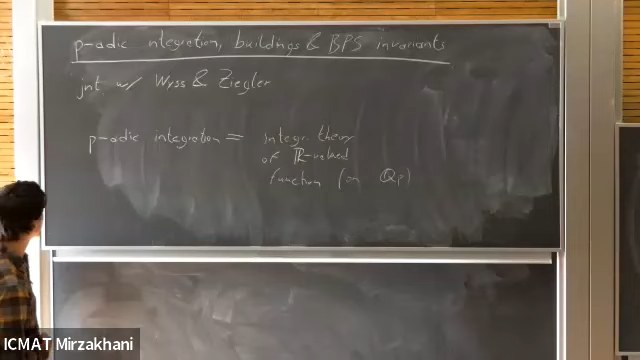 p-adic integration, buildings & BPS invariants
jnt w/ Wyss & Ziegler
p-adic integration = integr. theory
of ℝ-valued
function (on ℚp)
ICMAT Mirzakhani